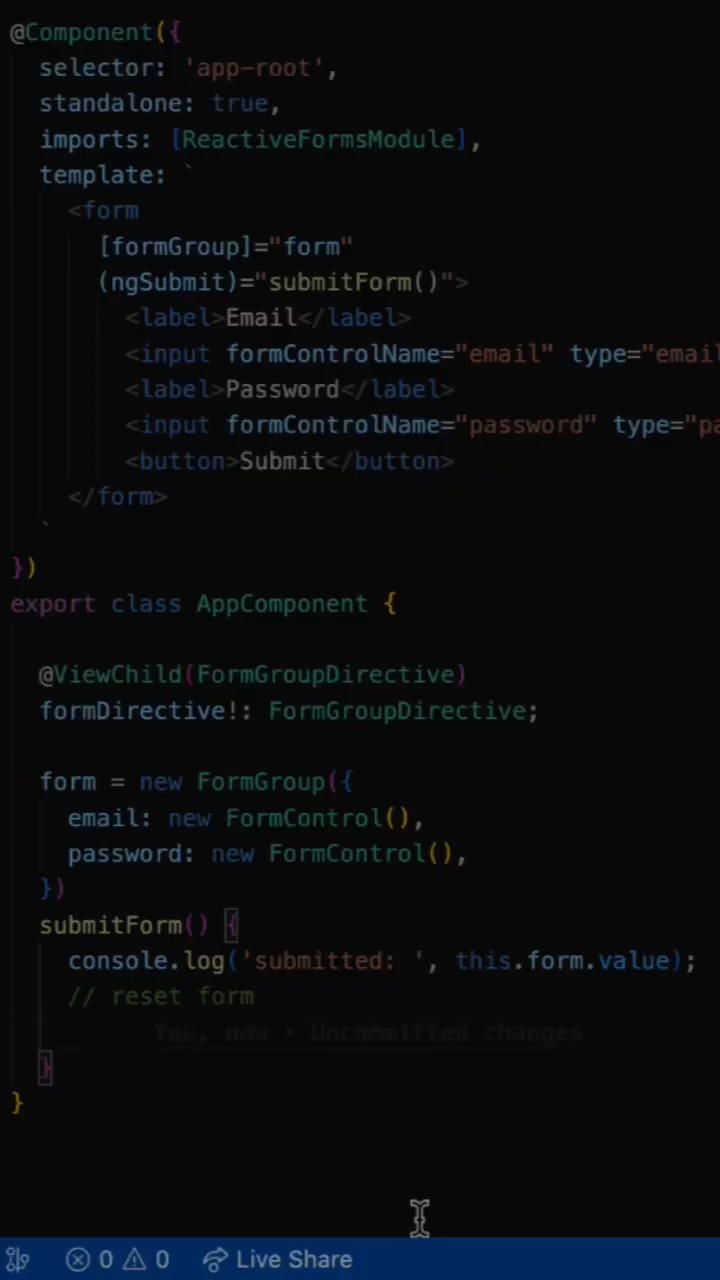 @Component({
selector: 'app-root',
standalone: true,
imports: [ReactiveFormsModule],
template: `
<form
[formGroup]="form"
(ngSubmit)="submitForm()">
<label>Email</label>
<input formControlName="email" type="email
<label>Password</label>
<input formControlName="password" type="pa
<button>Submit</button>
</form>
`
})
export class AppComponent {
@ViewChild(FormGroupDirective)
formDirective!: FormGroupDirective;
form = new FormGroup({
email: new FormControl(),
password: new FormControl(),
})
submitForm() {
console.log('submitted: ', this.form.value);
// reset form
You, now • Uncommitted changes
}
}
0 0 Live Share